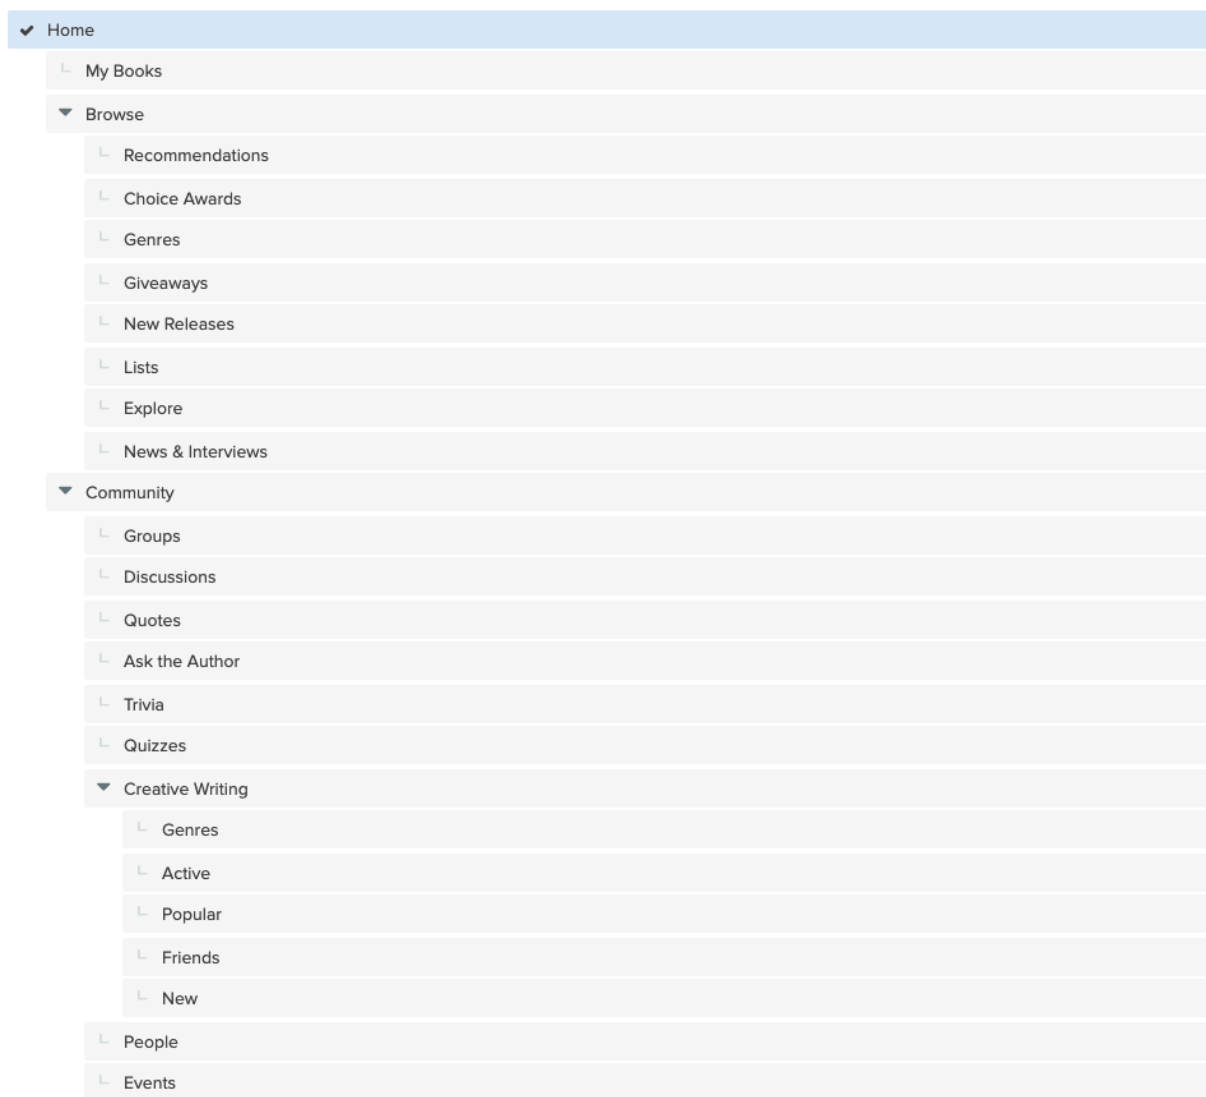 Home
My Books
Browse
Recommendations
Choice Awards
Genres
Giveaways
New Releases
Lists
Explore
News & Interviews
Community
Groups
Discussions
Quotes
Ask the Author
Trivia
Quizzes
Creative Writing
Genres
Active
Popular
Friends
New
People
Events